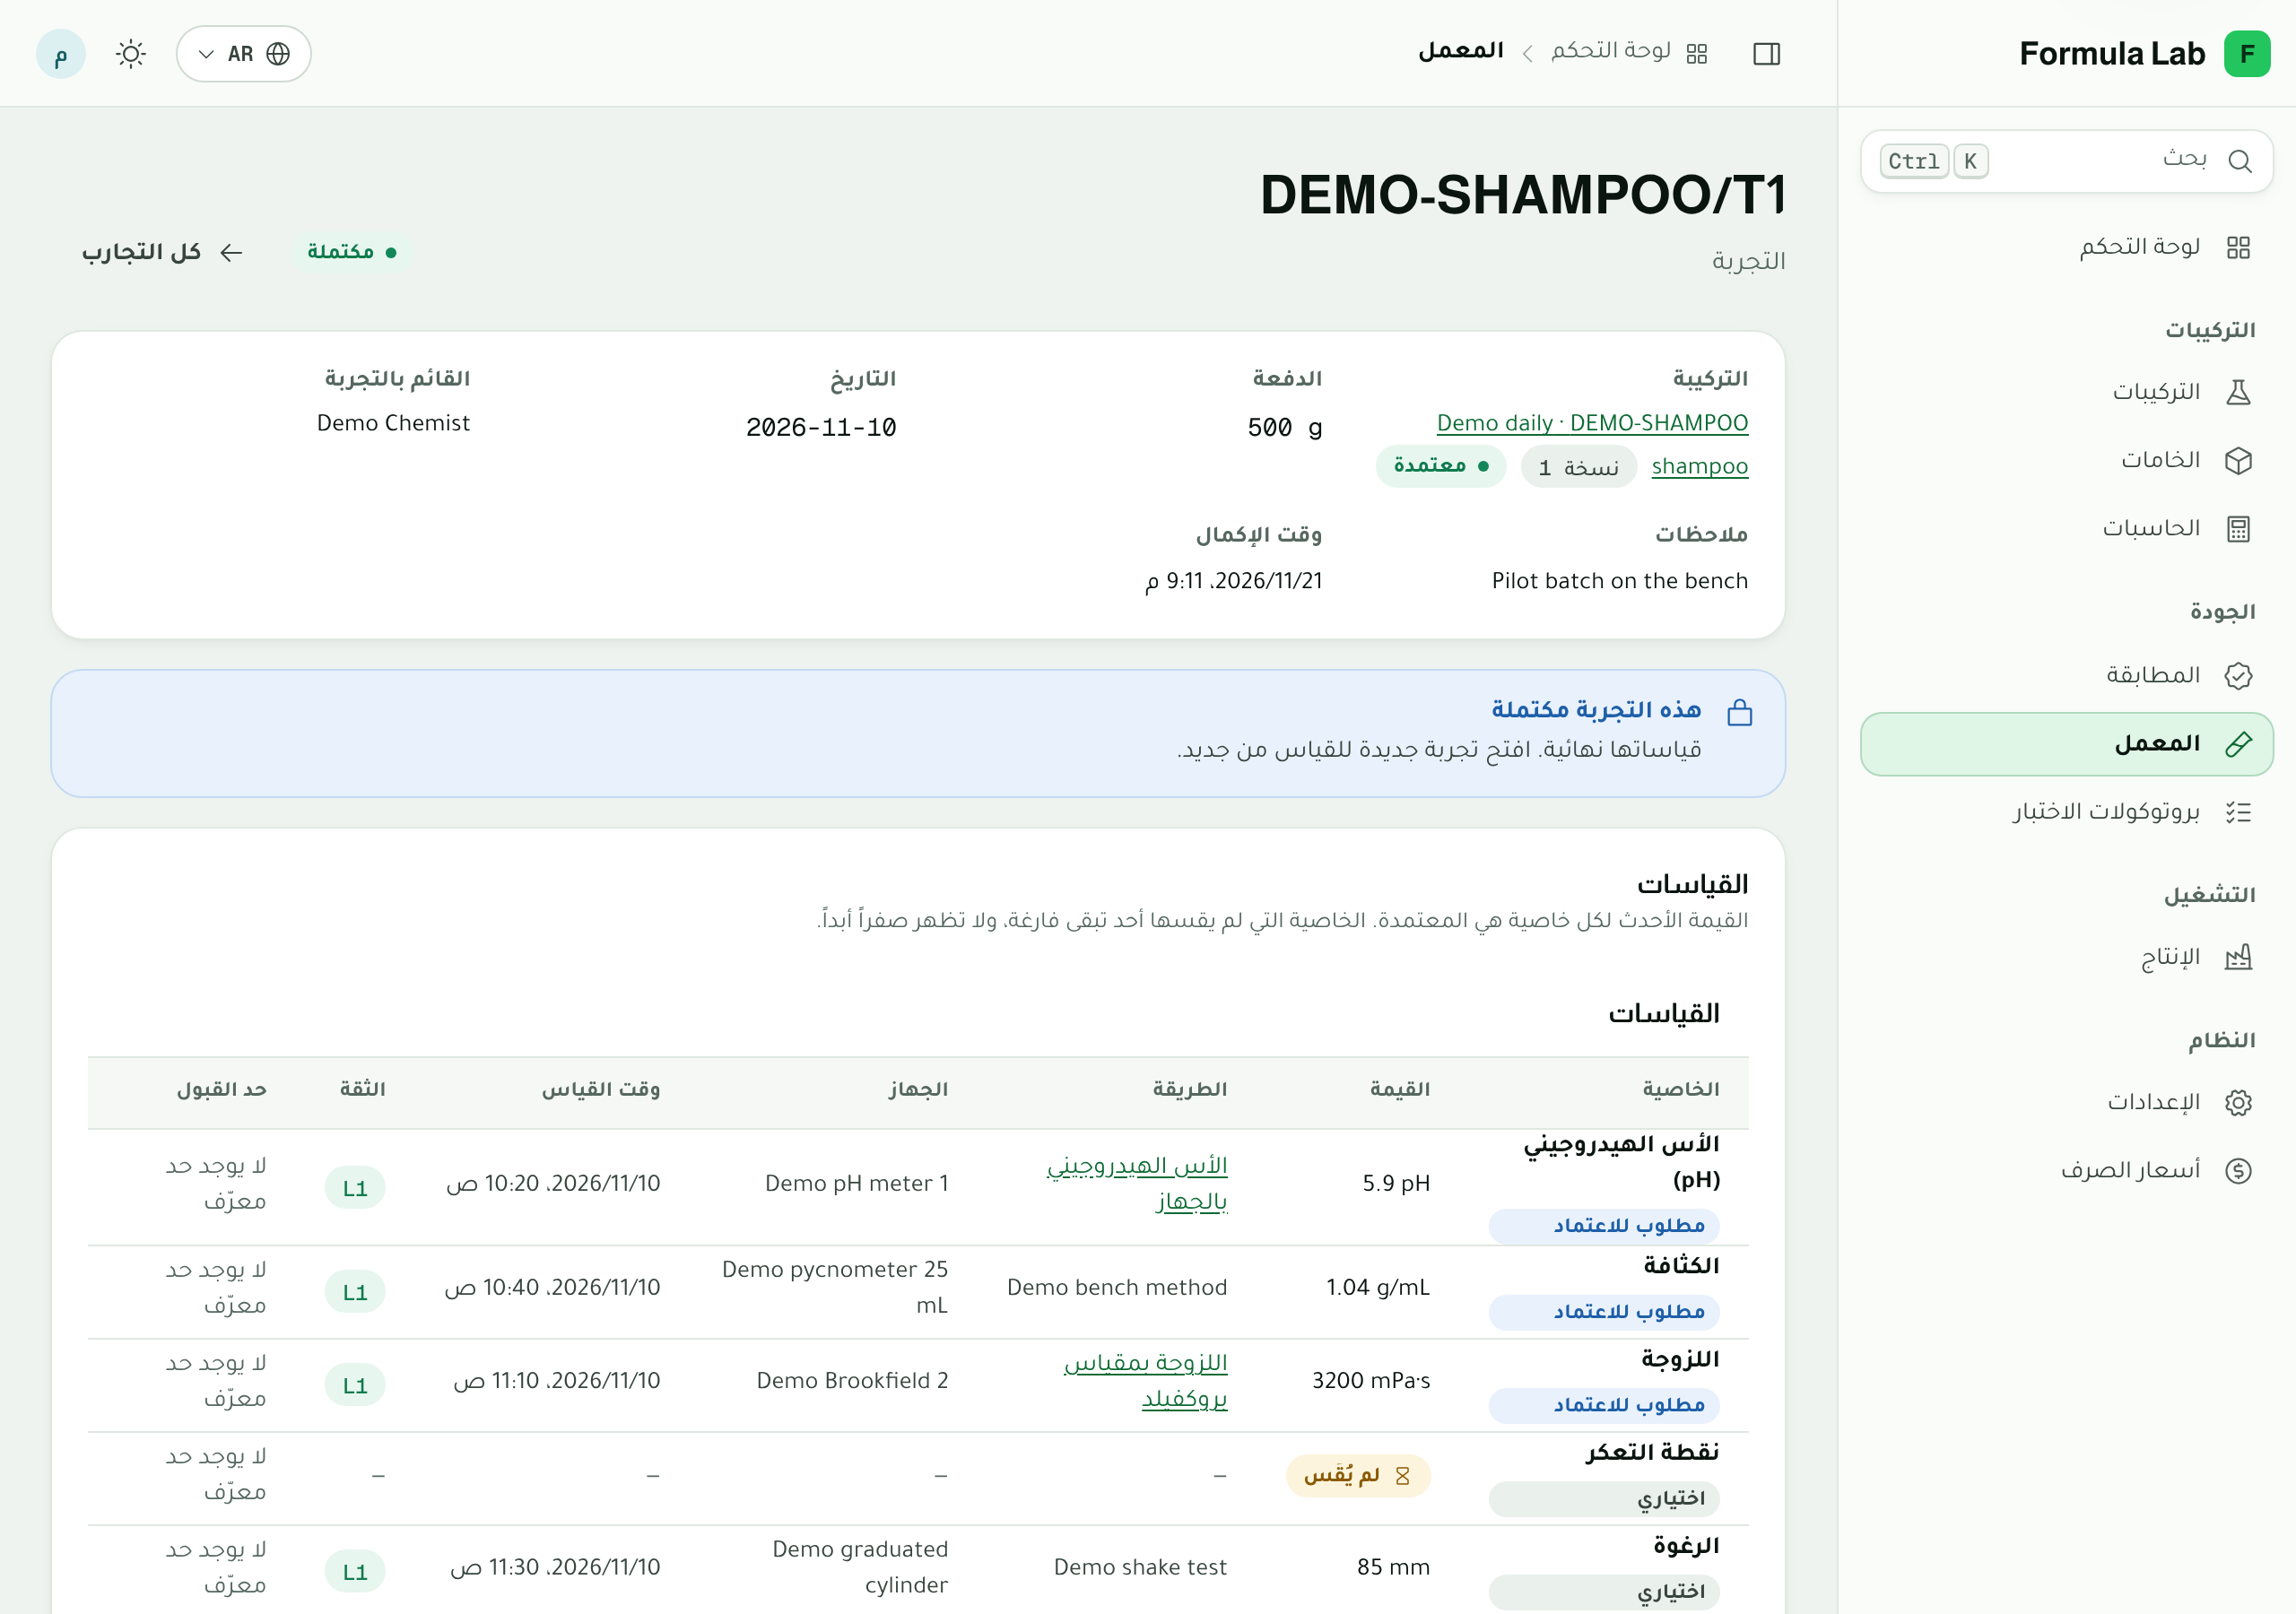 Formula Lab
F
بحث
Ctrl K
لوحة التحكم
التركيبات
التركيبات
الخامات
الحاسبات
الجودة
المطابقة
المعمل
بروتوكولات الاختبار
التشغيل
الإنتاج
النظام
الإعدادات
أسعار الصرف
لوحة التحكم
المعمل
AR
م
DEMO-SHAMPOO/T1
التجربة
مكتملة
كل التجارب
التركيبة
Demo daily · DEMO-SHAMPOO
shampoo
نسخة 1
معتمدة
الدفعة
500 g
التاريخ
2026-11-10
القائم بالتجربة
Demo Chemist
ملاحظات
Pilot batch on the bench
وقت الإكمال
2026/11/21، 9:11 م
هذه التجربة مكتملة
قياساتها نهائية. افتح تجربة جديدة للقياس من جديد.
القياسات
القيمة الأحدث لكل خاصية هي المعتمدة. الخاصية التي لم يقسها أحد تبقى فارغة، ولا تظهر صفراً أبداً.
القياسات
الخاصية القيمة الطريقة الجهاز وقت القياس الثقة حد القبول
الأس الهيدروجيني
(pH)
مطلوب للاعتماد
5.9 pH
الأس الهيدروجيني
بالجهاز
Demo pH meter 1
2026/11/10، 10:20 ص
L1
لا يوجد حد
معرّف
الكثافة
مطلوب للاعتماد
1.04 g/mL
Demo bench method
Demo pycnometer 25
mL
2026/11/10، 10:40 ص
L1
لا يوجد حد
معرّف
اللزوجة
مطلوب للاعتماد
3200 mPa·s
اللزوجة بمقياس
بروكفيلد
Demo Brookfield 2
2026/11/10، 11:10 ص
L1
لا يوجد حد
معرّف
نقطة التعكر
اختياري
لم يُقَس
–
–
–
–
لا يوجد حد
معرّف
الرغوة
اختياري
85 mm
Demo shake test
Demo graduated
cylinder
2026/11/10، 11:30 ص
L1
لا يوجد حد
معرّف